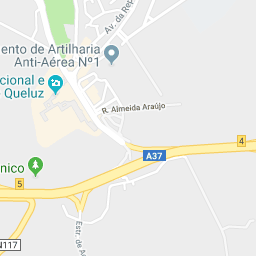 Av. da Rep
ento de Artilharia
Anti-Aérea Nº1
cional e
Queluz
R. Almeida Araújo
4
A37
nico
5
Estr. de A
N117